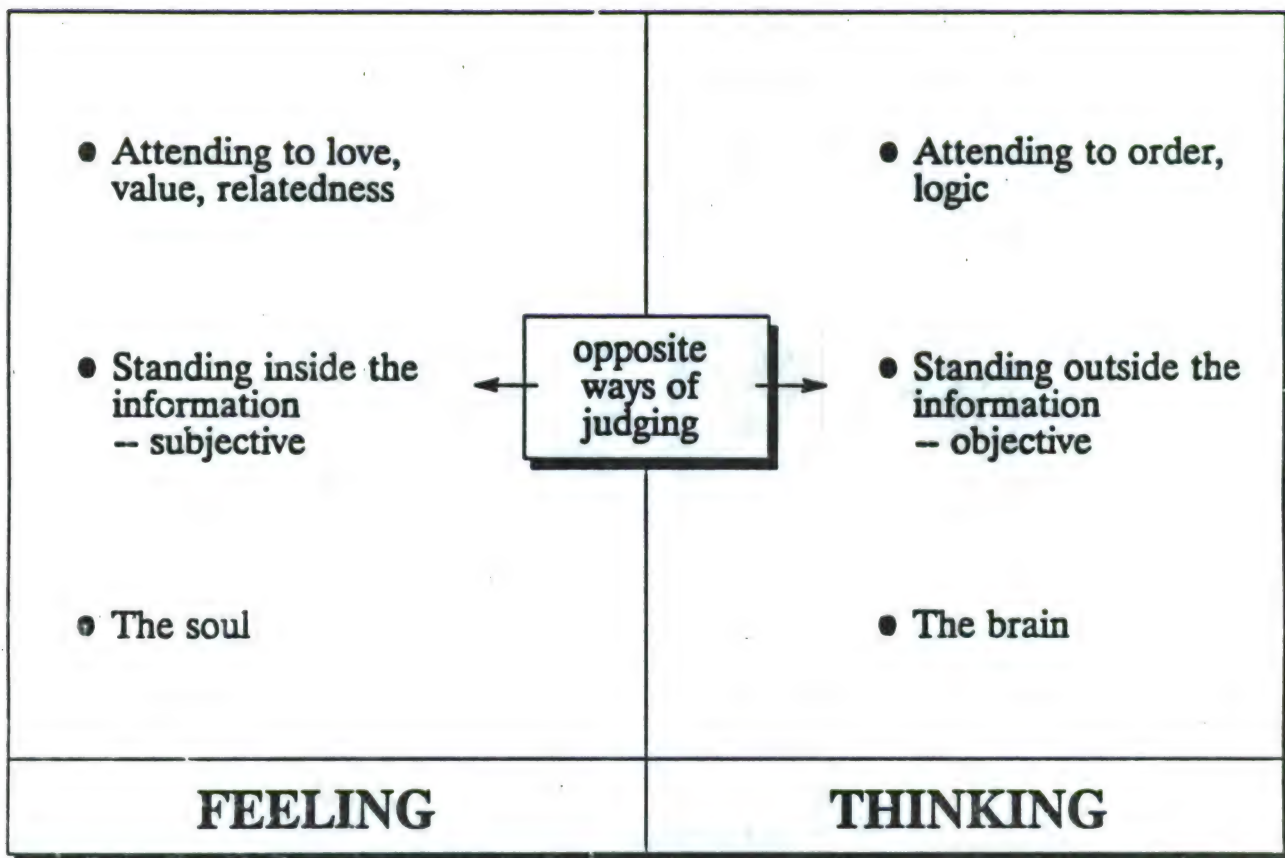 ● Attending to love,
value, relatedness
● Standing inside the
information
– subjective
● The soul
opposite
ways of
judging
● Attending to order,
logic
● Standing outside the
information
– objective
● The brain
FEELING
THINKING